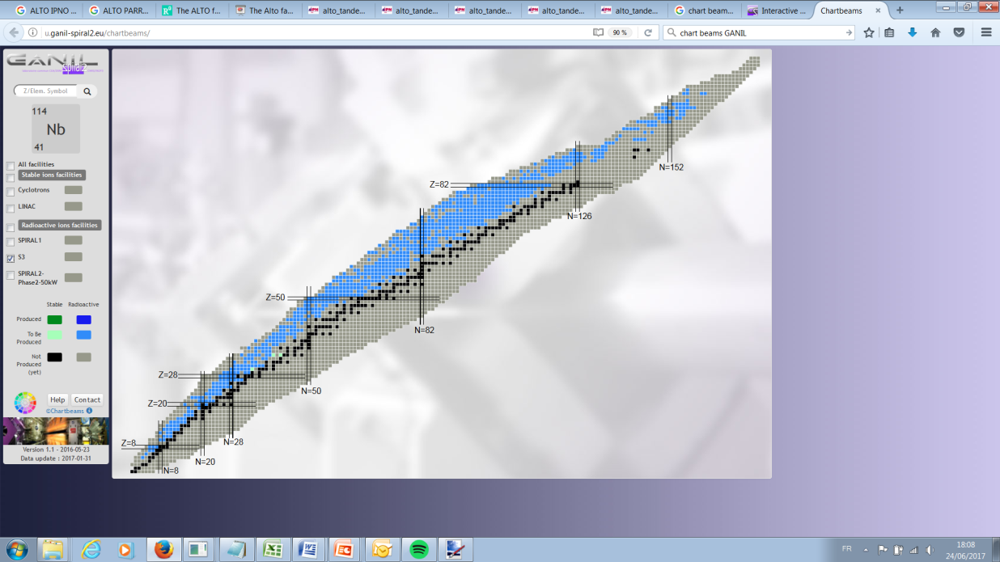 ALTO IPNO ...
ALTO PARR...
The ALTO f...
The Alto fa...
alto_tande...
alto_tande...
alto_tande...
alto_tande...
alto_tande...
chart beam...
Interactive ...
Chartbeams
u.ganil-spiral2.eu/chartbeams/
90 %
chart beams GANIL
GANIL
Spiral2
Z/Elem. Symbol
114
Nb
41
All facilities
Stable ions facilities
Cyclotrons
LINAC
Radioactive ions facilities
SPIRAL1
S3
SPIRAL2-
Phase2-50kW
Stable Radioactive
Produced
To Be
Produced
Not
Produced
(yet)
Help Contact
©Chartbeams
Version 1.1 - 2016-05-23
Data update : 2017-01-31
N=152
Z=82
N=126
Z=50
N=82
Z=28
N=50
Z=20
N=28
Z=8
N=20
N=8
FR
18:08
24/06/2017